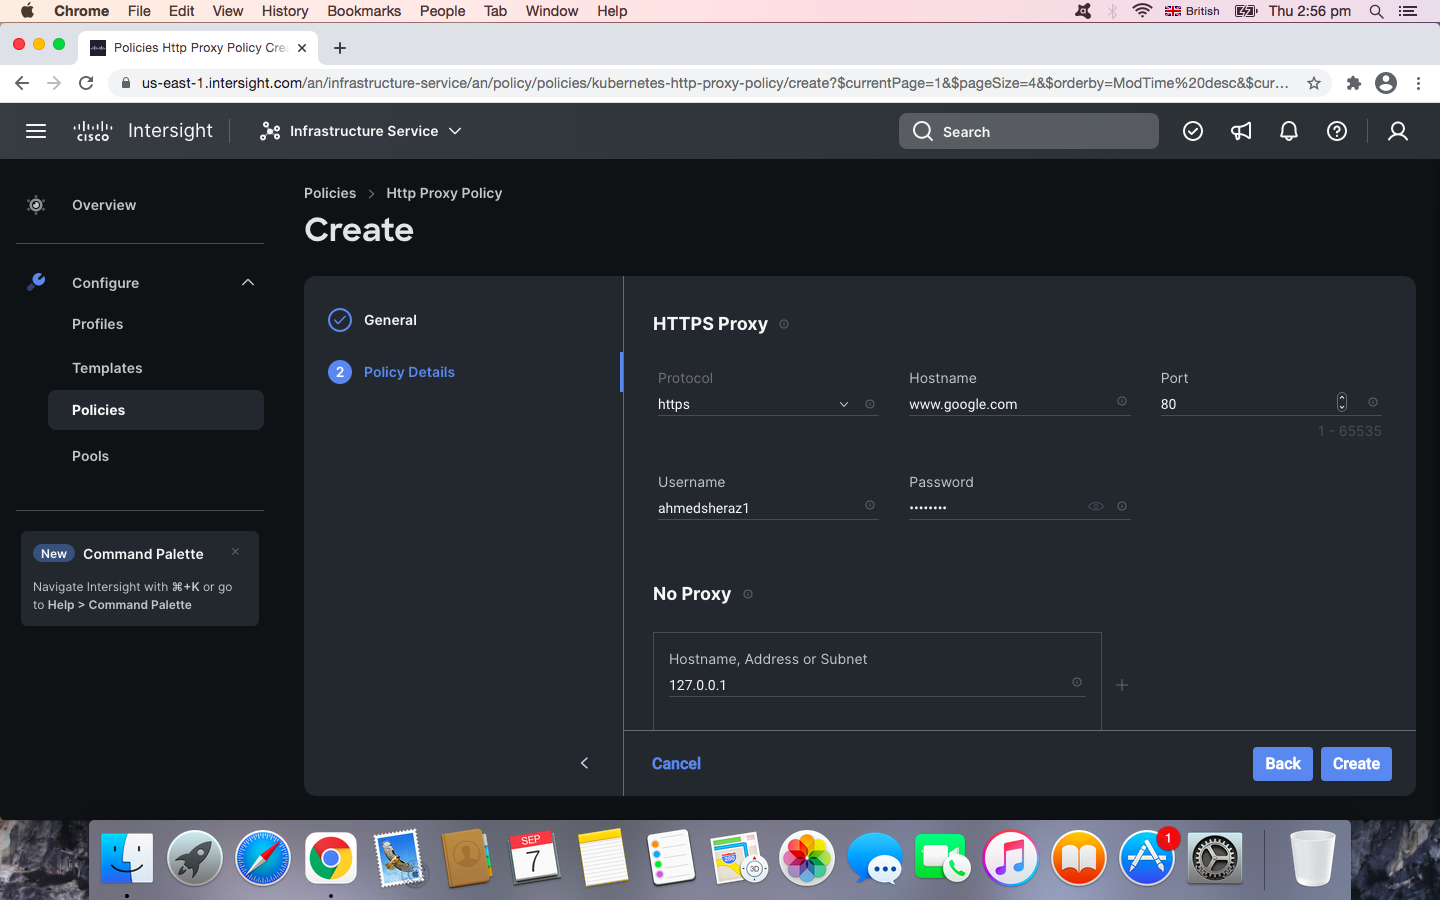 Chrome File Edit View History Bookmarks People Tab Window Help British Thu 2:56 pm
Policies Http Proxy Policy Cre
us-east-1.intersight.com/an/infrastructure-service/an/policy/policies/kubernetes-http-proxy-policy/create?$currentPage=1&$pageSize=4&$orderby=ModTime%20desc&$cur...
CISCO Intersight Infrastructure Service Search
Overview
Configure
Profiles
Templates
Policies
Pools
New Command Palette
Navigate Intersight with ⌘+K or go
to Help > Command Palette
Policies Http Proxy Policy
Create
General
2 Policy Details
HTTPS Proxy
Protocol Hostname Port
https www.google.com 80
1 - 65535
Username Password
ahmedsheraz1 ••••••••
No Proxy
Hostname, Address or Subnet
127.0.0.1
Cancel Back Create
SEP
7
280
3D
1